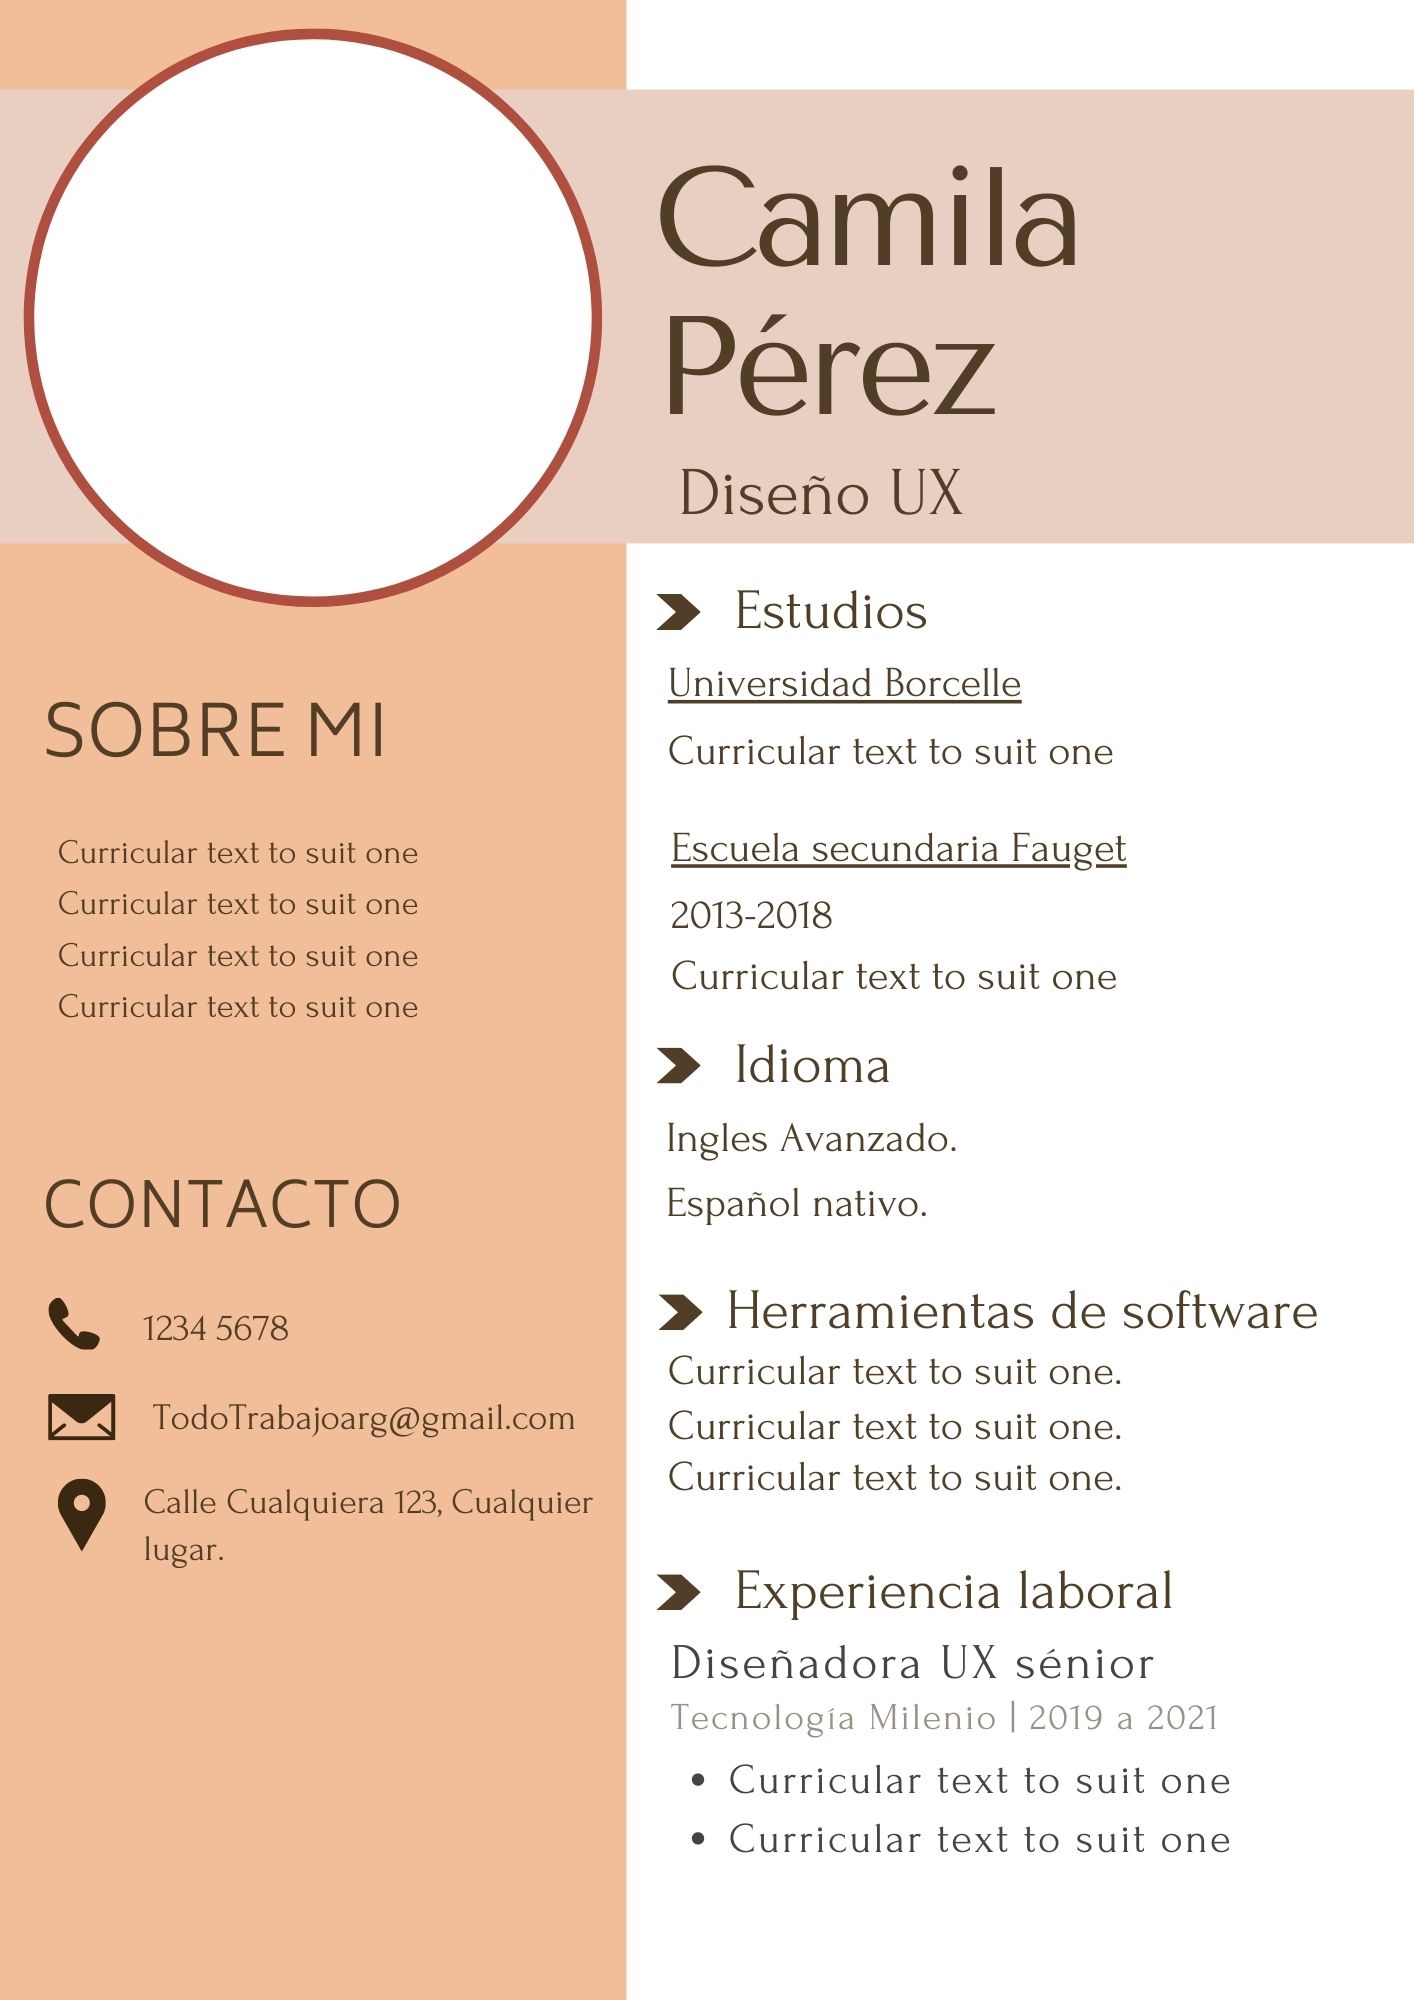 Camila
Pérez
Diseño UX
SOBRE MI
Curricular text to suit one
Curricular text to suit one
Curricular text to suit one
Curricular text to suit one
CONTACTO
1234 5678
TodoTrabajoarg@gmail.com
Calle Cualquiera 123, Cualquier
lugar.
Estudios
Universidad Borcelle
Curricular text to suit one
Escuela secundaria Fauget
2013-2018
Curricular text to suit one
Idioma
Ingles Avanzado.
Español nativo.
Herramientas de software
Curricular text to suit one.
Curricular text to suit one.
Curricular text to suit one.
Experiencia laboral
Diseñadora UX sénior
Tecnología Milenio | 2019 a 2021
• Curricular text to suit one
• Curricular text to suit one